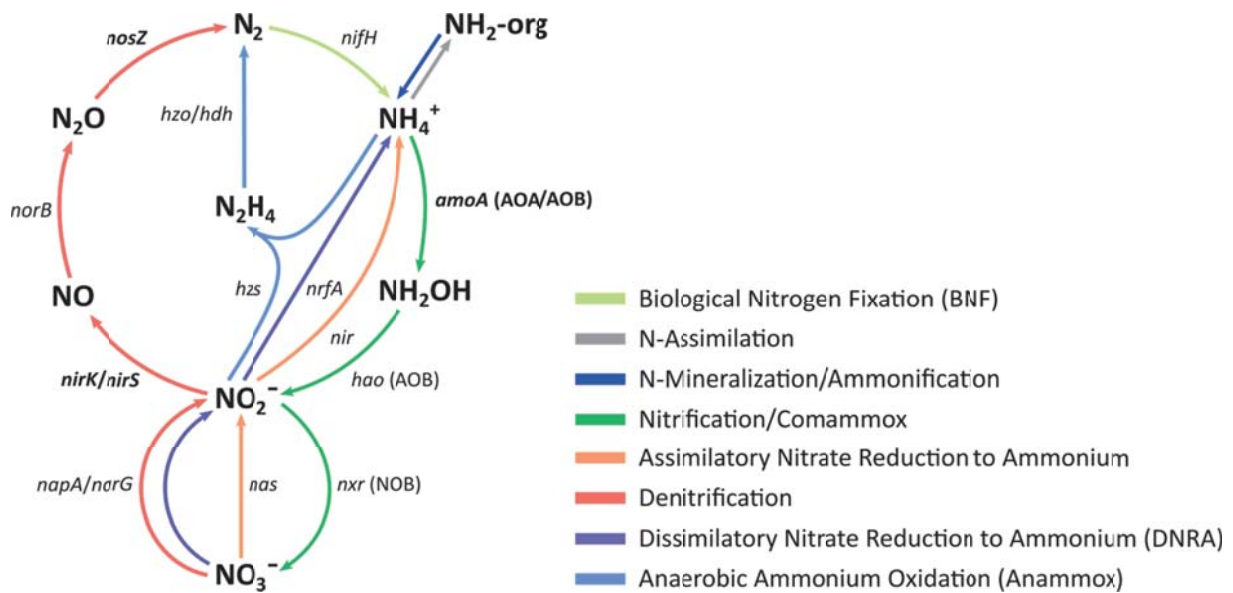 nosZ
N₂
nifH
NH₂-org
N₂O
hzo/hdh
NH₄⁺
norB
N₂H₄
amoA (AOA/AOB)
NO
hzs
nrfA
NH₂OH
nirK/nirS
nir
hao (AOB)
NO₂⁻
napA/narG
nas
nxr (NOB)
NO₃⁻
Biological Nitrogen Fixation (BNF)
N-Assimilation
N-Mineralization/Ammonification
Nitrification/Comammox
Assimilatory Nitrate Reduction to Ammonium
Denitrification
Dissimilatory Nitrate Reduction to Ammonium (DNRA)
Anaerobic Ammonium Oxidation (Anammox)